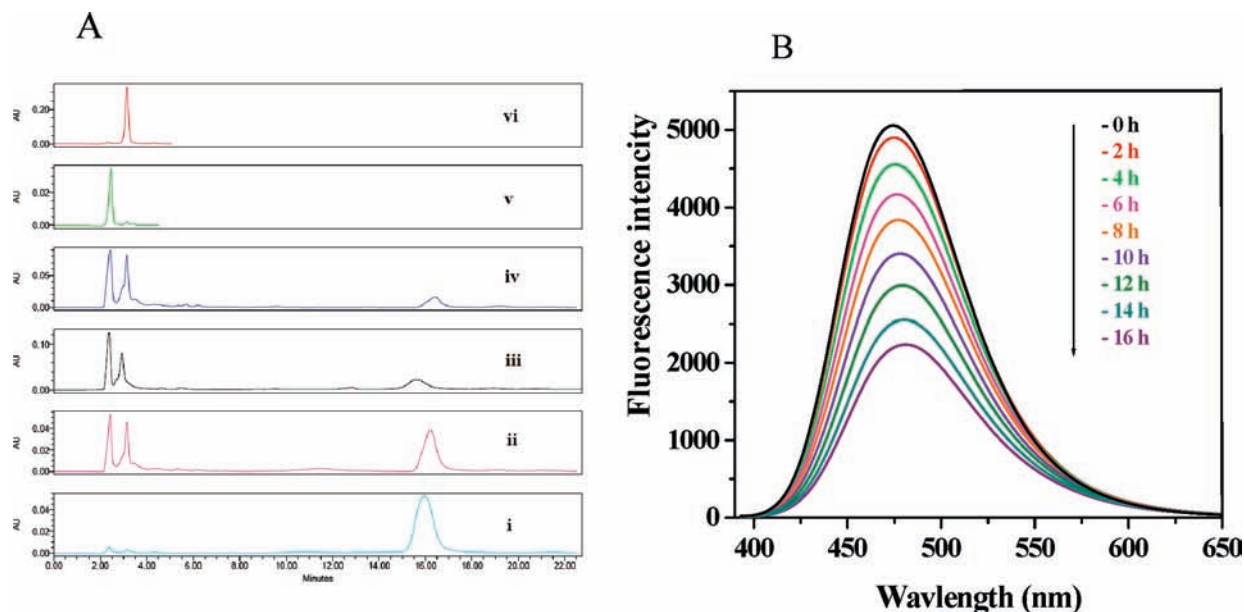 A
AU
0.20
0.00
vi
AU
0.02
0.00
v
AU
0.05
0.00
iv
AU
0.10
0.00
iii
AU
0.04
0.02
0.00
ii
AU
0.04
0.02
0.00
i
0.00 2.00 4.00 6.00 8.00 10.00 12.00 14.00 16.00 18.00 20.00 22.00
Minutes
B
Fluorescence intencity
5000
4000
3000
2000
1000
0
- 0 h
- 2 h
- 4 h
- 6 h
- 8 h
- 10 h
- 12 h
- 14 h
- 16 h
400 450 500 550 600 650
Wavlength (nm)